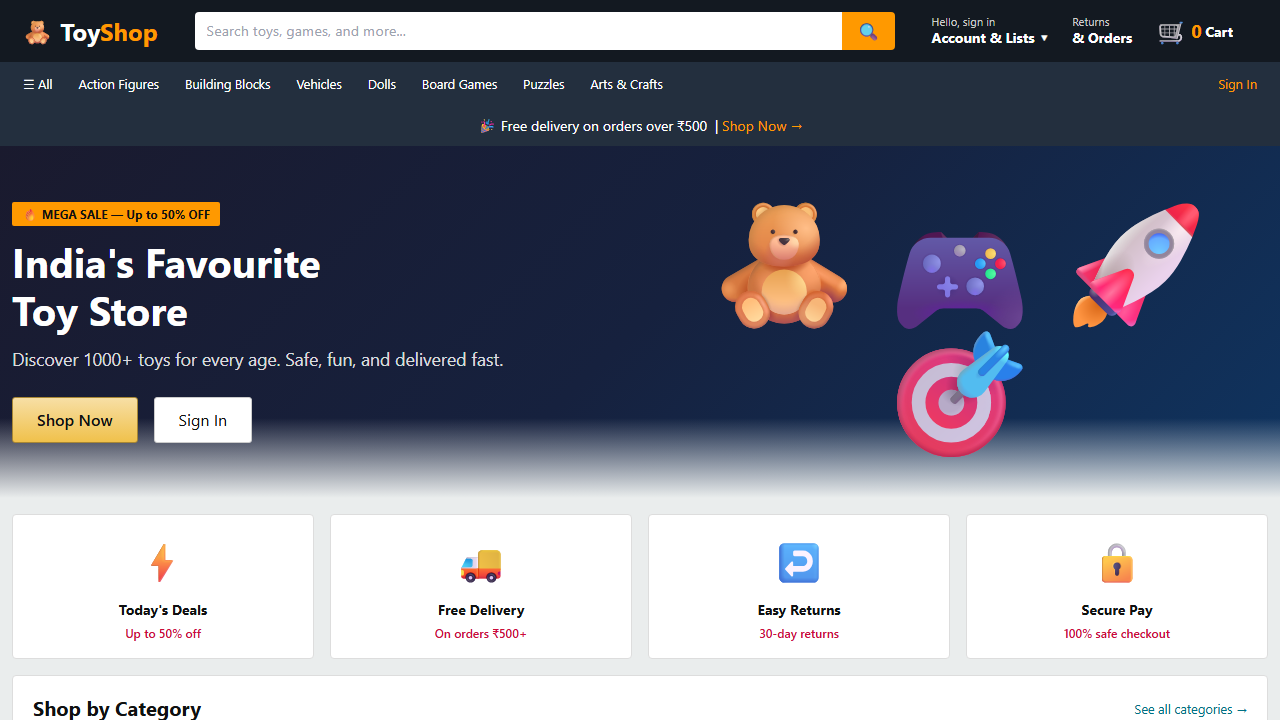 ToyShop
Search toys, games, and more...
Hello, sign in
Account & Lists ▼
Returns
& Orders
0 Cart
☰ All
Action Figures
Building Blocks
Vehicles
Dolls
Board Games
Puzzles
Arts & Crafts
Sign In
Free delivery on orders over ₹500 | Shop Now →
MEGA SALE — Up to 50% OFF
India's Favourite
Toy Store
Discover 1000+ toys for every age. Safe, fun, and delivered fast.
Shop Now
Sign In
Today's Deals
Up to 50% off
Free Delivery
On orders ₹500+
Easy Returns
30-day returns
Secure Pay
100% safe checkout
Shop by Category
See all categories →